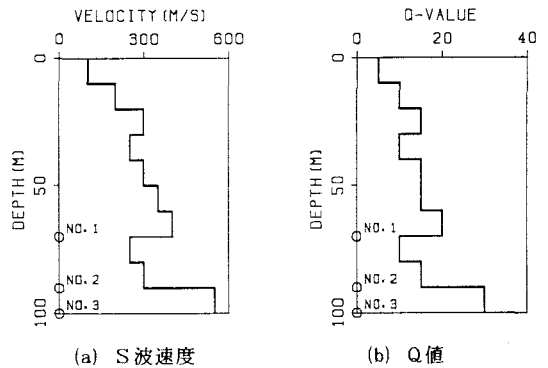 VELOCITY(M/S)
0 300 600
0
50
100
DEPTH(M)
NO.1
NO.2
NO.3
(a) S波速度
Q-VALUE
0 20 40
0
50
100
DEPTH(M)
NO.1
NO.2
NO.3
(b) Q値